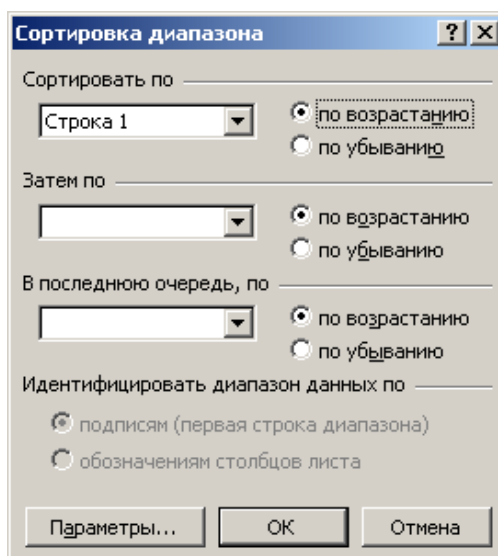 Сортировка диапазона
Сортировать по
Строка 1
по возрастанию
по убыванию
Затем по
по возрастанию
по убыванию
В последнюю очередь, по
по возрастанию
по убыванию
Идентифицировать диапазон данных по
подписям (первая строка диапазона)
обозначениям столбцов листа
Параметры... ОК Отмена